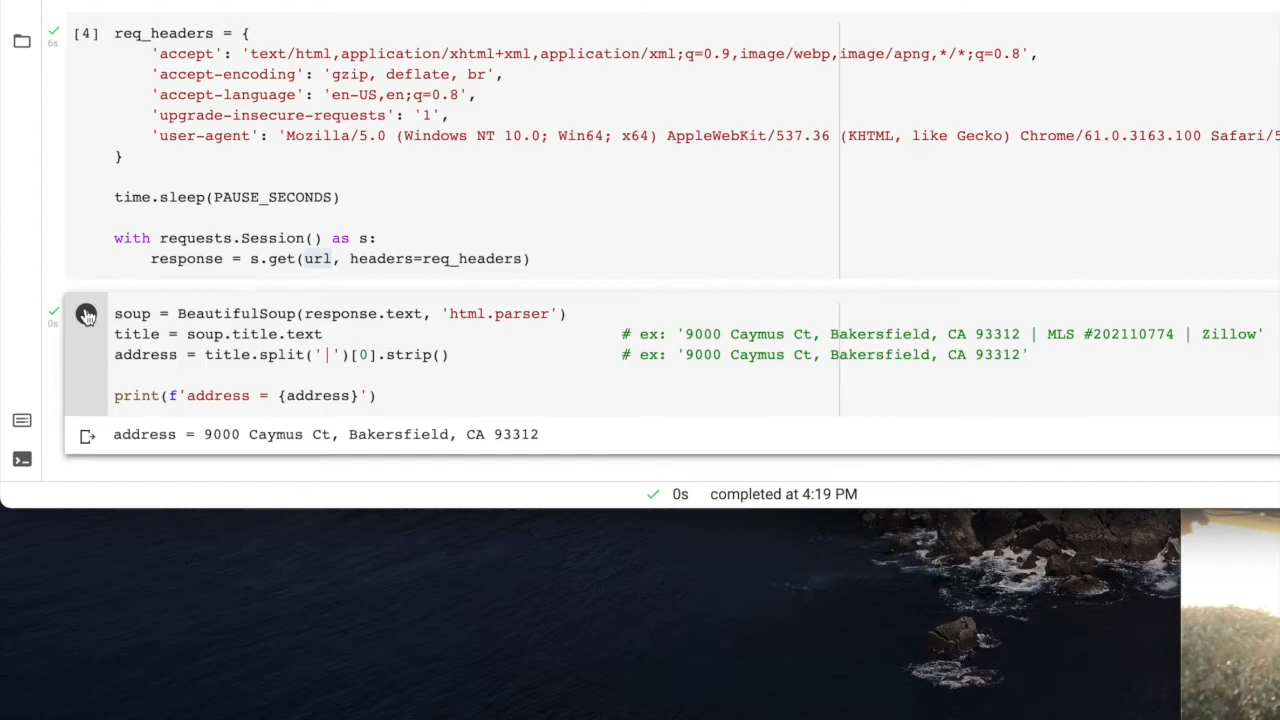 [4] req_headers = {
6s
'accept': 'text/html,application/xhtml+xml,application/xml;q=0.9,image/webp,image/apng,*/*;q=0.8',
'accept-encoding': 'gzip, deflate, br',
'accept-language': 'en-US,en;q=0.8',
'upgrade-insecure-requests': '1',
'user-agent': 'Mozilla/5.0 (Windows NT 10.0; Win64; x64) AppleWebKit/537.36 (KHTML, like Gecko) Chrome/61.0.3163.100 Safari/5
}
time.sleep(PAUSE_SECONDS)
with requests.Session() as s:
response = s.get(url, headers=req_headers)
soup = BeautifulSoup(response.text, 'html.parser')
0s
title = soup.title.text # ex: '9000 Caymus Ct, Bakersfield, CA 93312 | MLS #202110774 | Zillow'
address = title.split('|')[0].strip() # ex: '9000 Caymus Ct, Bakersfield, CA 93312'
print(f'address = {address}')
address = 9000 Caymus Ct, Bakersfield, CA 93312
0s completed at 4:19 PM